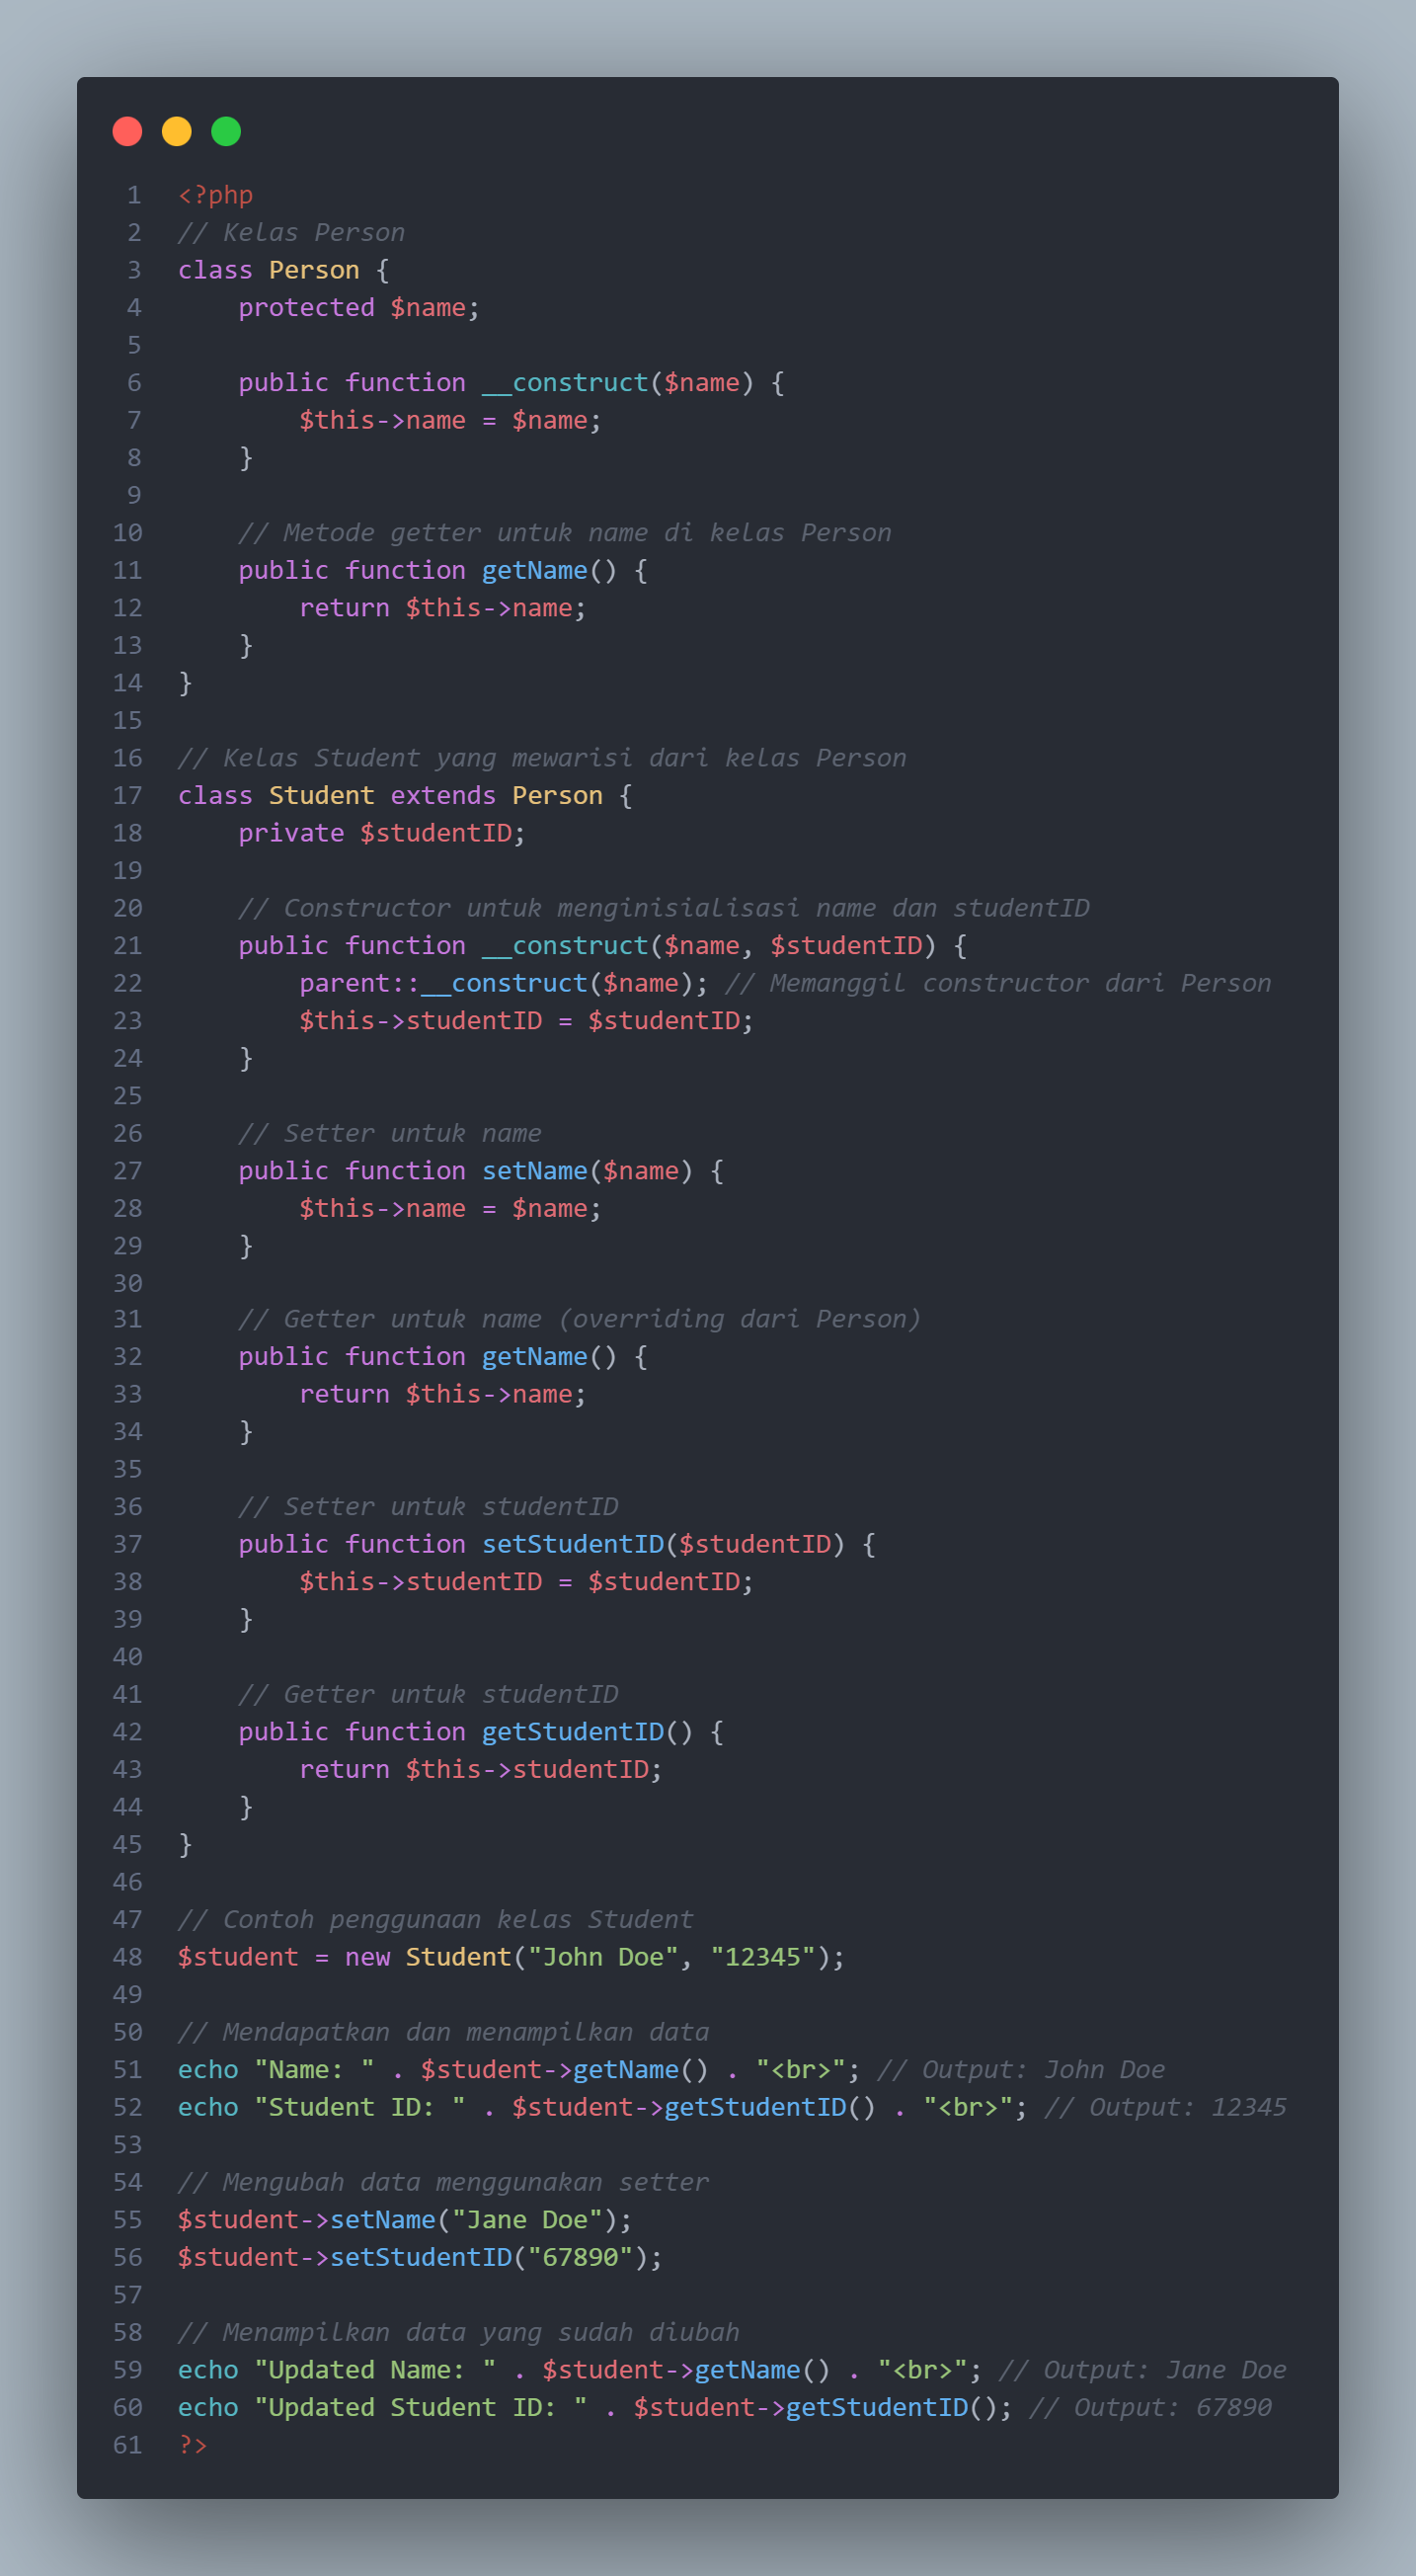 1 <?php
2 // Kelas Person
3 class Person {
4     protected $name;
5
6     public function __construct($name) {
7         $this->name = $name;
8     }
9
10     // Metode getter untuk name di kelas Person
11     public function getName() {
12         return $this->name;
13     }
14 }
15
16 // Kelas Student yang mewarisi dari kelas Person
17 class Student extends Person {
18     private $studentID;
19
20     // Constructor untuk menginisialisasi name dan studentID
21     public function __construct($name, $studentID) {
22         parent::__construct($name); // Memanggil constructor dari Person
23         $this->studentID = $studentID;
24     }
25
26     // Setter untuk name
27     public function setName($name) {
28         $this->name = $name;
29     }
30
31     // Getter untuk name (overriding dari Person)
32     public function getName() {
33         return $this->name;
34     }
35
36     // Setter untuk studentID
37     public function setStudentID($studentID) {
38         $this->studentID = $studentID;
39     }
40
41     // Getter untuk studentID
42     public function getStudentID() {
43         return $this->studentID;
44     }
45 }
46
47 // Contoh penggunaan kelas Student
48 $student = new Student("John Doe", "12345");
49
50 // Mendapatkan dan menampilkan data
51 echo "Name: " . $student->getName() . "<br>"; // Output: John Doe
52 echo "Student ID: " . $student->getStudentID() . "<br>"; // Output: 12345
53
54 // Mengubah data menggunakan setter
55 $student->setName("Jane Doe");
56 $student->setStudentID("67890");
57
58 // Menampilkan data yang sudah diubah
59 echo "Updated Name: " . $student->getName() . "<br>"; // Output: Jane Doe
60 echo "Updated Student ID: " . $student->getStudentID(); // Output: 67890
61 ?>